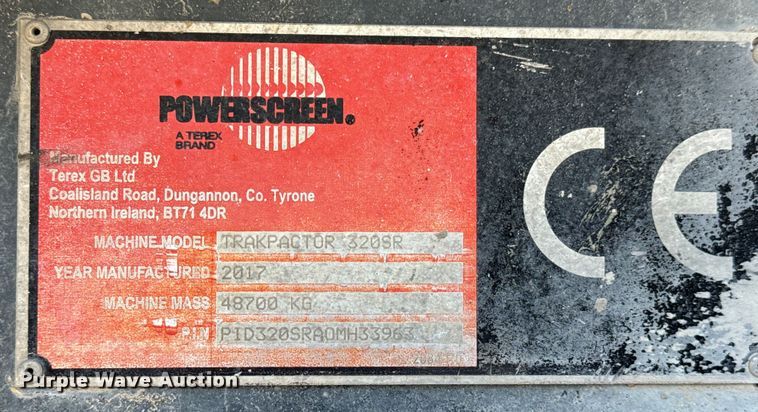 POWERSCREEN®
A TEREX
BRAND
Manufactured By
Terex GB Ltd
Coalisland Road, Dungannon, Co. Tyrone
Northern Ireland, BT71 4DR
MACHINE MODEL TRAKPACTOR 320SR
YEAR MANUFACTURED 2017
MACHINE MASS 48700 KG
PIN
CE
Purple Wave Auction